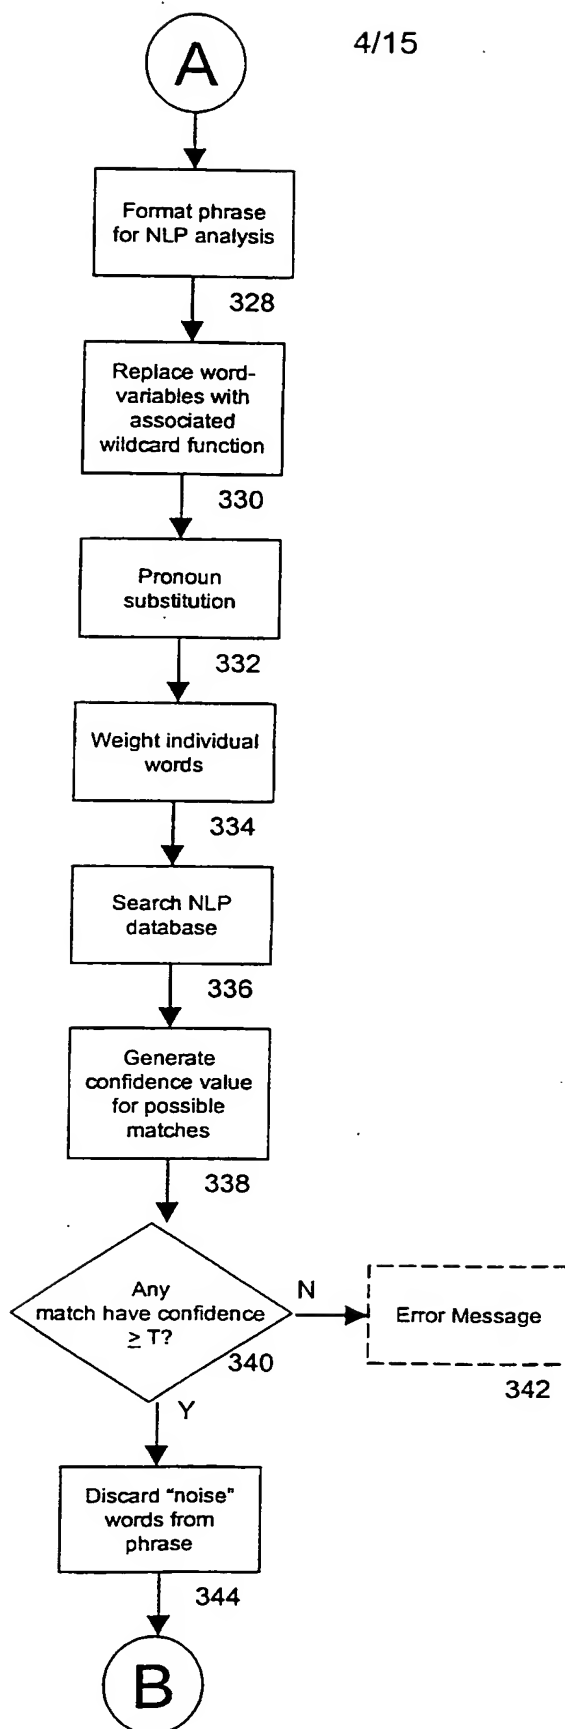 4/15
A
Format phrase
for NLP analysis
328
Replace word-
variables with
associated
wildcard function
330
Pronoun
substitution
332
Weight individual
words
334
Search NLP
database
336
Generate
confidence value
for possible
matches
338
Any
match have confidence
≥ T?
340
N
Error Message
342
Y
Discard "noise"
words from
phrase
344
B